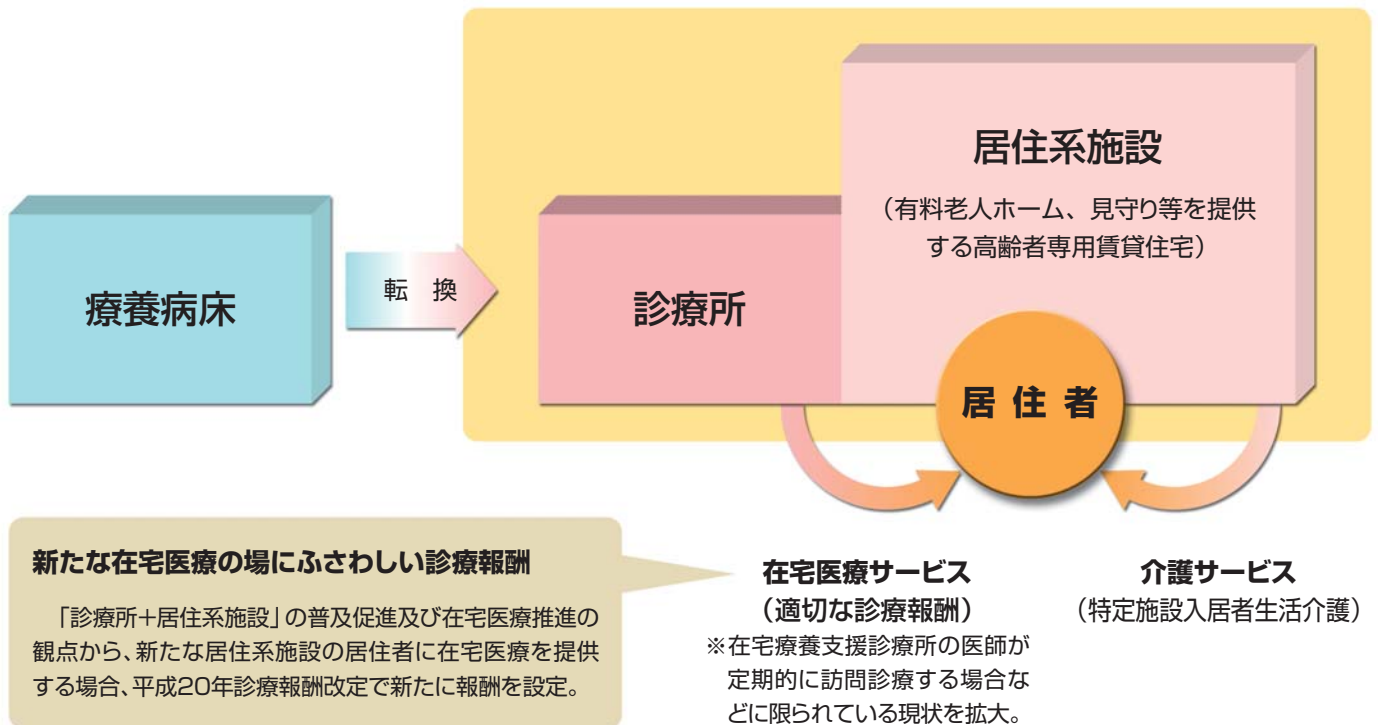 療養病床
転 換
診療所
居住系施設
（有料老人ホーム、見守り等を提供
する高齢者専用賃貸住宅）
居 住 者
新たな在宅医療の場にふさわしい診療報酬
「診療所＋居住系施設」の普及促進及び在宅医療推進の
観点から、新たな居住系施設の居住者に在宅医療を提供
する場合、平成20年診療報酬改定で新たに報酬を設定。
在宅医療サービス
（適切な診療報酬）
※在宅療養支援診療所の医師が
定期的に訪問診療する場合な
どに限られている現状を拡大。
介護サービス
（特定施設入居者生活介護）